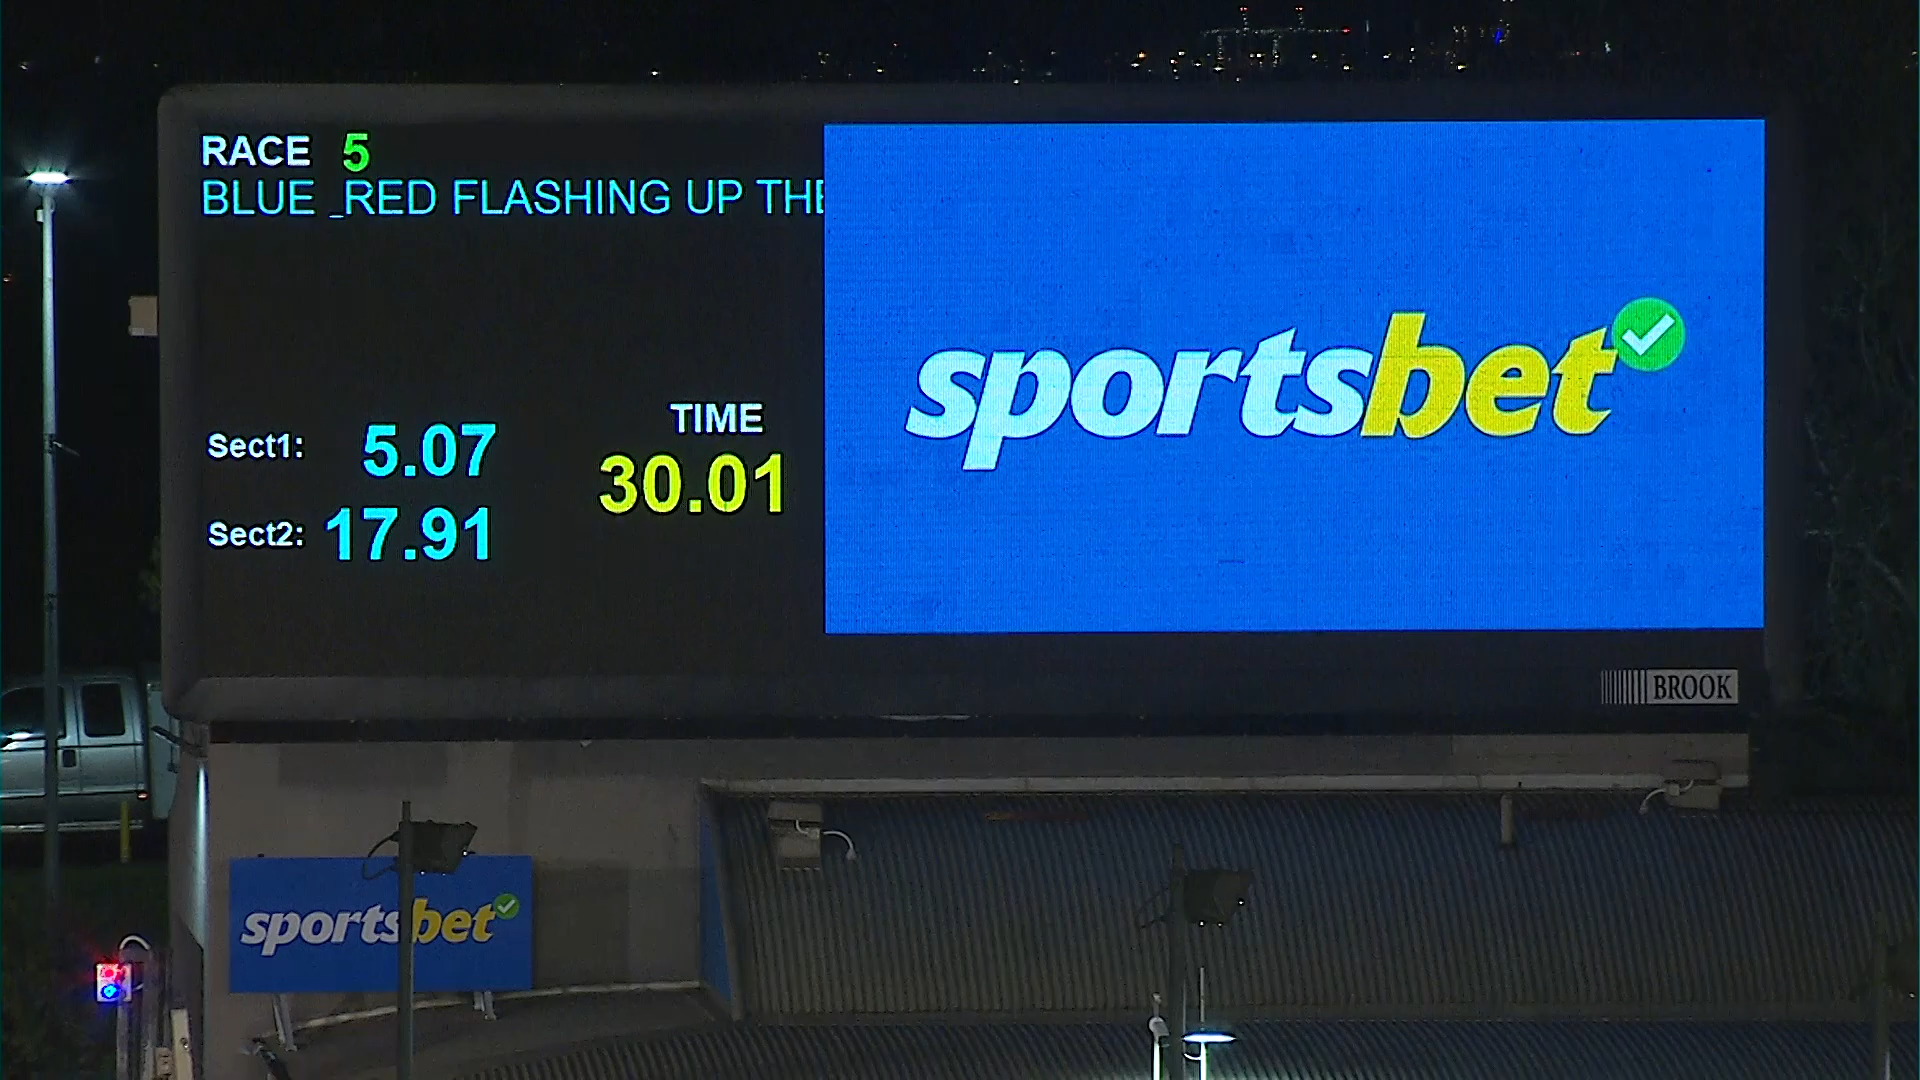 RACE 5
BLUE _RED FLASHING UP THE
sportsbet
TIME
Sect1: 5.07
30.01
Sect2: 17.91
BROOK
sportsbet